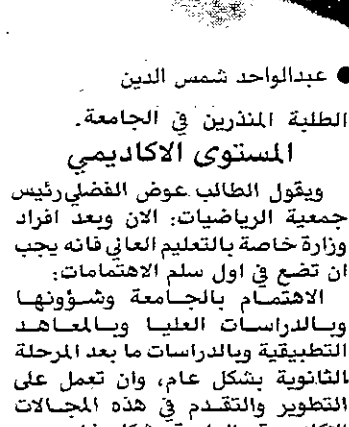 ● عبدالواحد شمس الدين
الطلبة المنذرين في الجامعة.
المستوى الاكاديمي
ويقول الطالب عوض الفضلي رئيس
جمعية الرياضيات: الان وبعد افراد
وزارة خاصة بالتعليم العالي فانه يجب
ان تضع في اول سلم الاهتمامات:
الاهتمام بالجامعة وشؤونها
وبالدراسات العليا وبالمعاهد
التطبيقية وبالدراسات ما بعد المرحلة
الثانوية بشكل عام، وان تعمل على
التطوير والتقدم في هذه المجالات